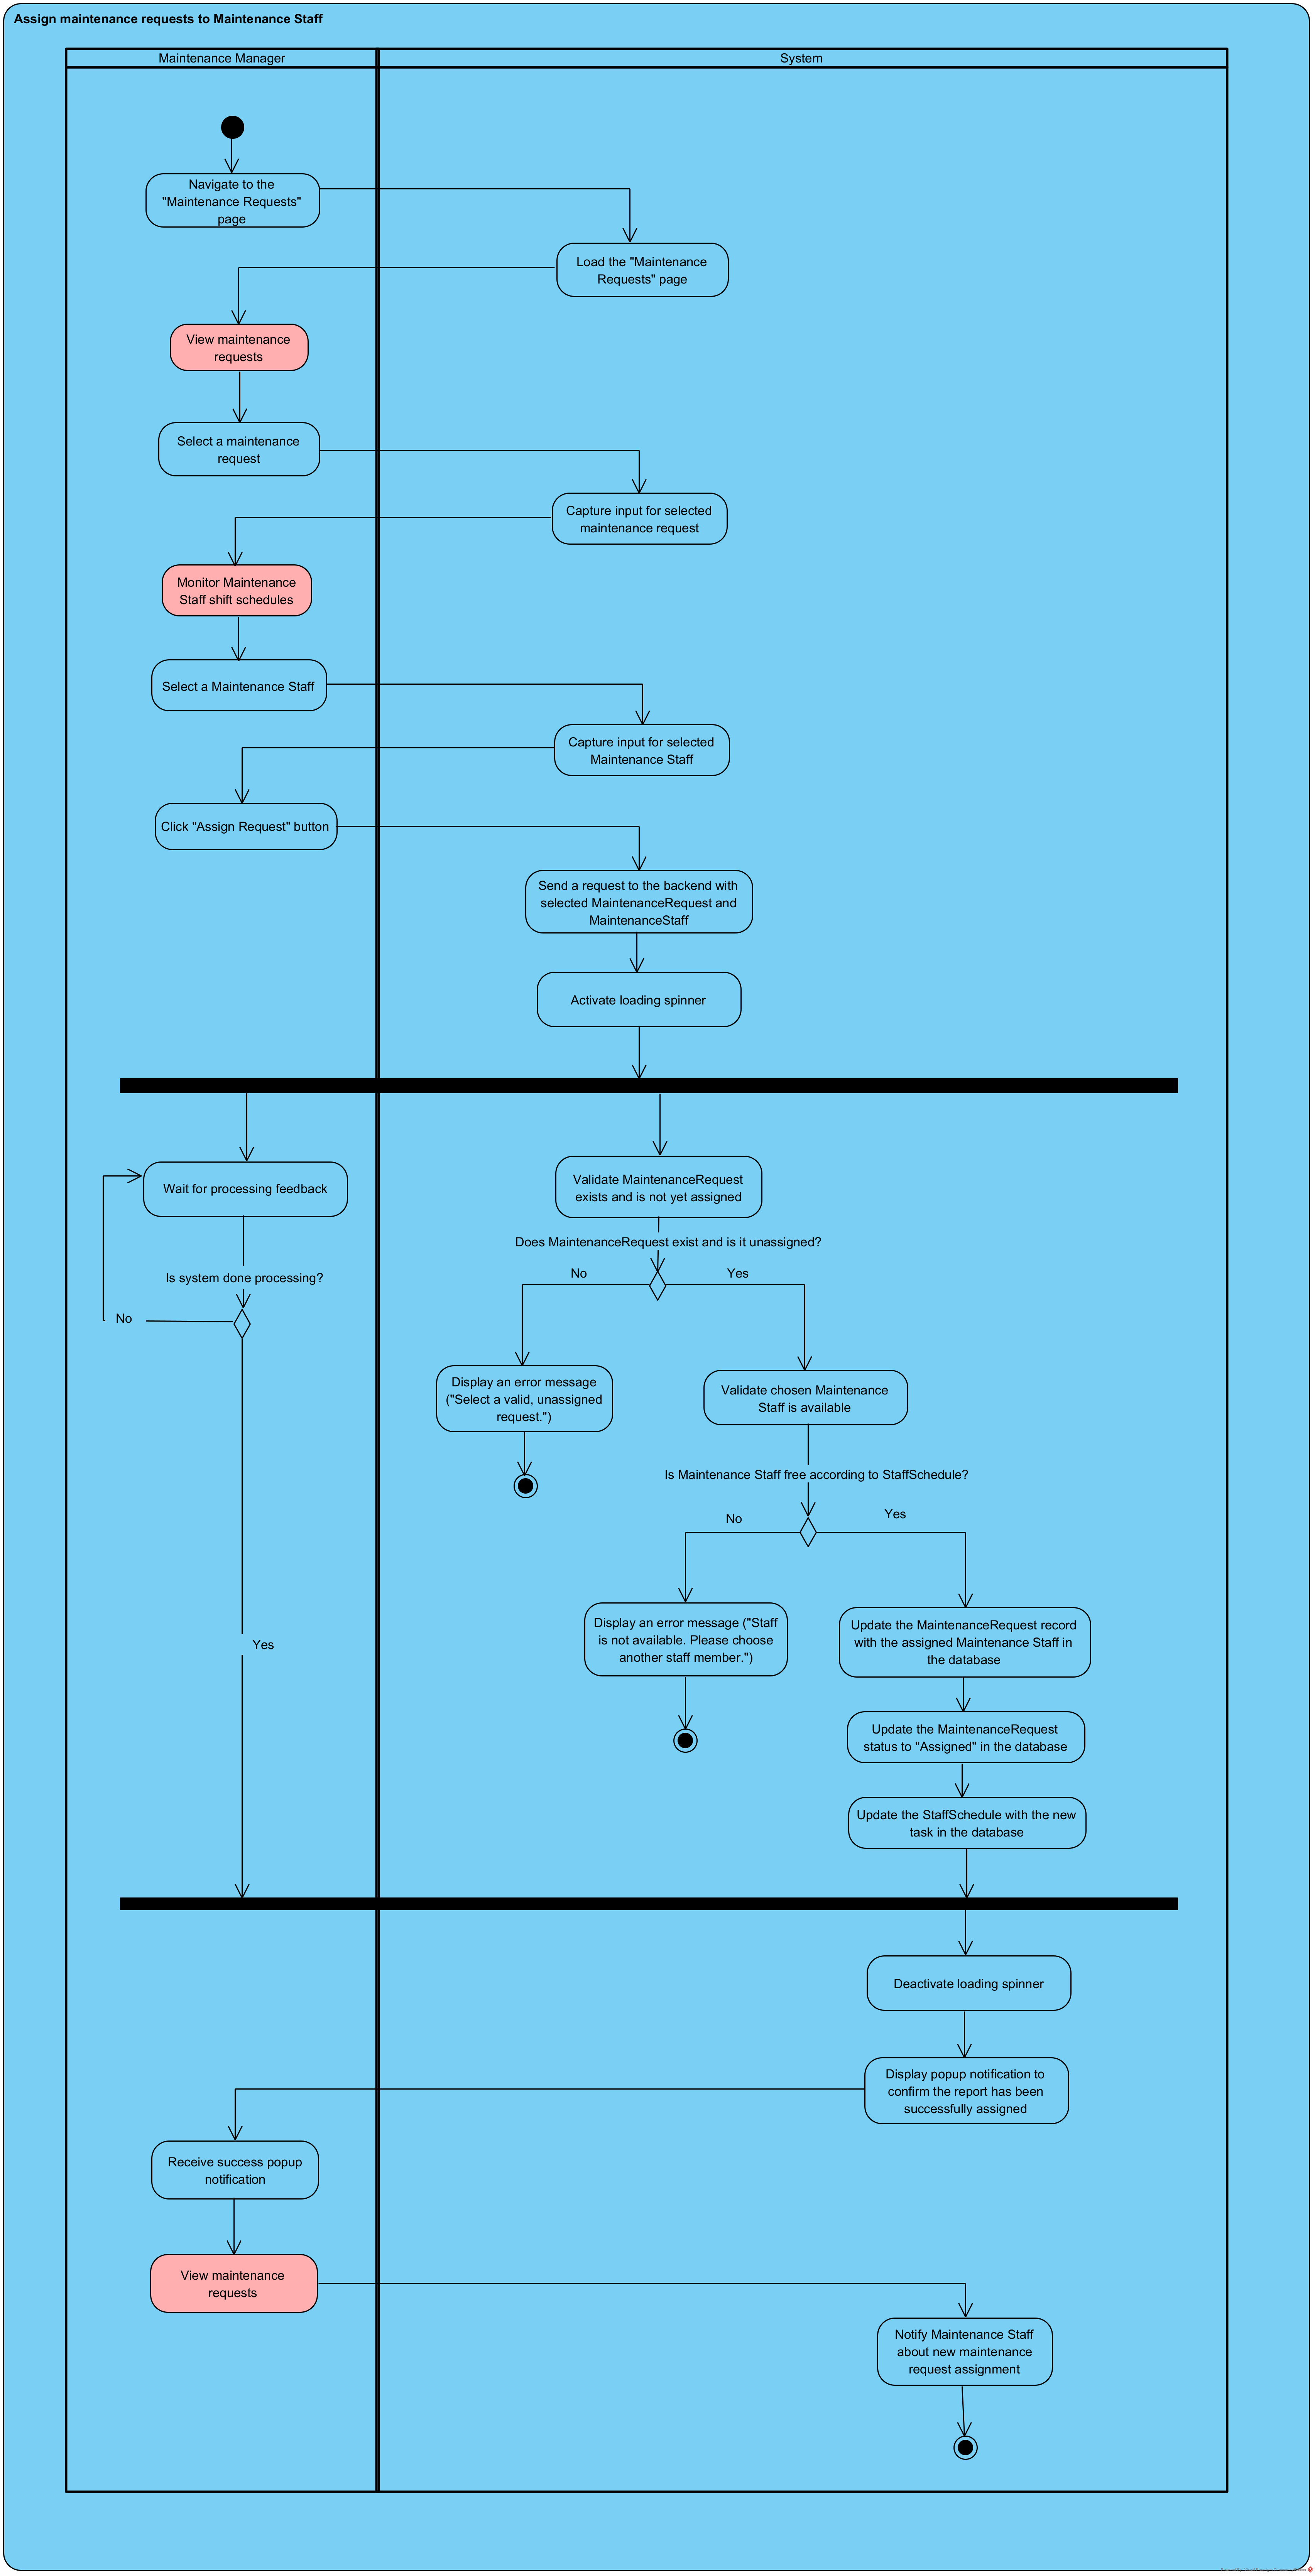 Assign maintenance requests to Maintenance Staff
Maintenance Manager
System
Navigate to the
"Maintenance Requests"
page
Load the "Maintenance
Requests" page
View maintenance
requests
Select a maintenance
request
Capture input for selected
maintenance request
Monitor Maintenance
Staff shift schedules
Select a Maintenance Staff
Capture input for selected
Maintenance Staff
Click "Assign Request" button
Send a request to the backend with
selected MaintenanceRequest and
MaintenanceStaff
Activate loading spinner
Wait for processing feedback
Validate MaintenanceRequest
exists and is not yet assigned
Does MaintenanceRequest exist and is it unassigned?
Is system done processing?
No
Yes
No
Display an error message
("Select a valid, unassigned
request.")
Validate chosen Maintenance
Staff is available
Is Maintenance Staff free according to StaffSchedule?
No
Yes
Display an error message ("Staff
is not available. Please choose
another staff member.")
Update the MaintenanceRequest record
with the assigned Maintenance Staff in
the database
Yes
Update the MaintenanceRequest
status to "Assigned" in the database
Update the StaffSchedule with the new
task in the database
Deactivate loading spinner
Display popup notification to
confirm the report has been
successfully assigned
Receive success popup
notification
View maintenance
requests
Notify Maintenance Staff
about new maintenance
request assignment